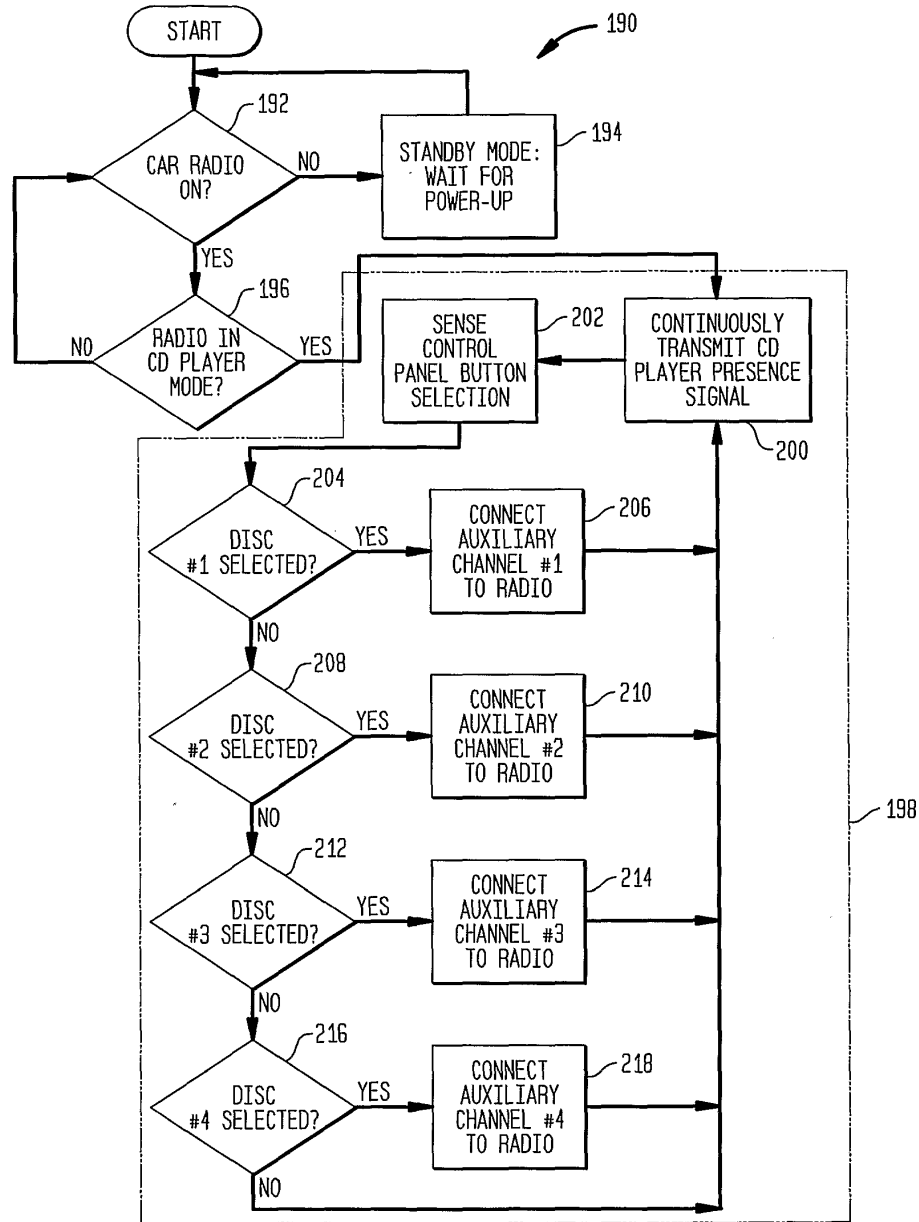 START
190
192
CAR RADIO
ON?
NO
194
STANDBY MODE:
WAIT FOR
POWER-UP
YES
196
RADIO IN
CD PLAYER
MODE?
NO
YES
202
SENSE
CONTROL
PANEL BUTTON
SELECTION
CONTINUOUSLY
TRANSMIT CD
PLAYER PRESENCE
SIGNAL
200
204
DISC
#1 SELECTED?
YES
206
CONNECT
AUXILIARY
CHANNEL #1
TO RADIO
NO
208
DISC
#2 SELECTED?
YES
210
CONNECT
AUXILIARY
CHANNEL #2
TO RADIO
NO
198
212
DISC
#3 SELECTED?
YES
214
CONNECT
AUXILIARY
CHANNEL #3
TO RADIO
NO
216
DISC
#4 SELECTED?
YES
218
CONNECT
AUXILIARY
CHANNEL #4
TO RADIO
NO